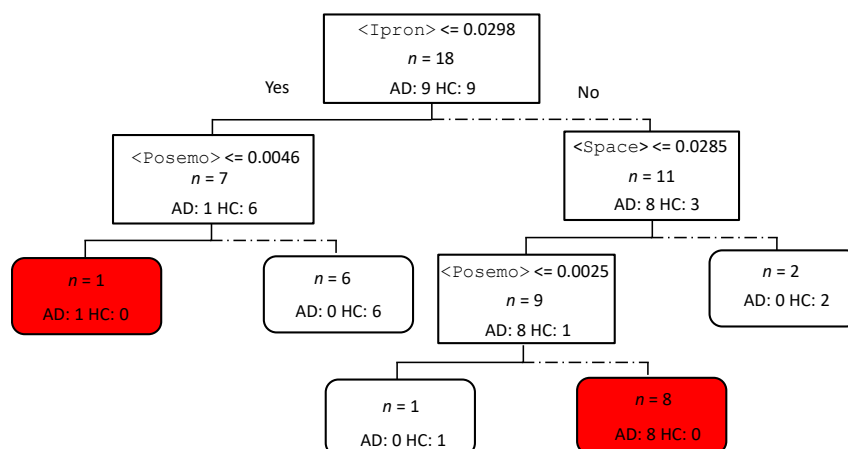 <Ipron> <= 0.0298
n = 18
AD: 9 HC: 9
Yes
No
<Posemo> <= 0.0046
n = 7
AD: 1 HC: 6
<Space> <= 0.0285
n = 11
AD: 8 HC: 3
n = 1
AD: 1 HC: 0
n = 6
AD: 0 HC: 6
<Posemo> <= 0.0025
n = 9
AD: 8 HC: 1
n = 2
AD: 0 HC: 2
n = 1
AD: 0 HC: 1
n = 8
AD: 8 HC: 0